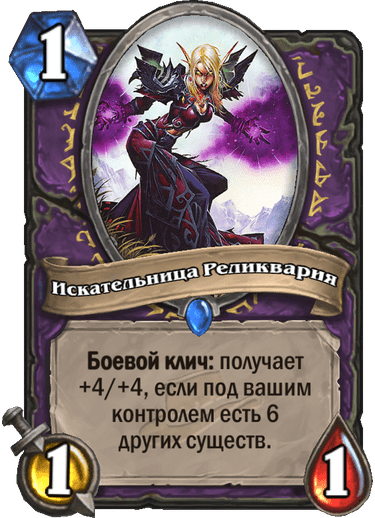 1
Искательница Реликвария
Боевой клич: получает
+4/+4, если под вашим
контролем есть 6
других существ.
1
1